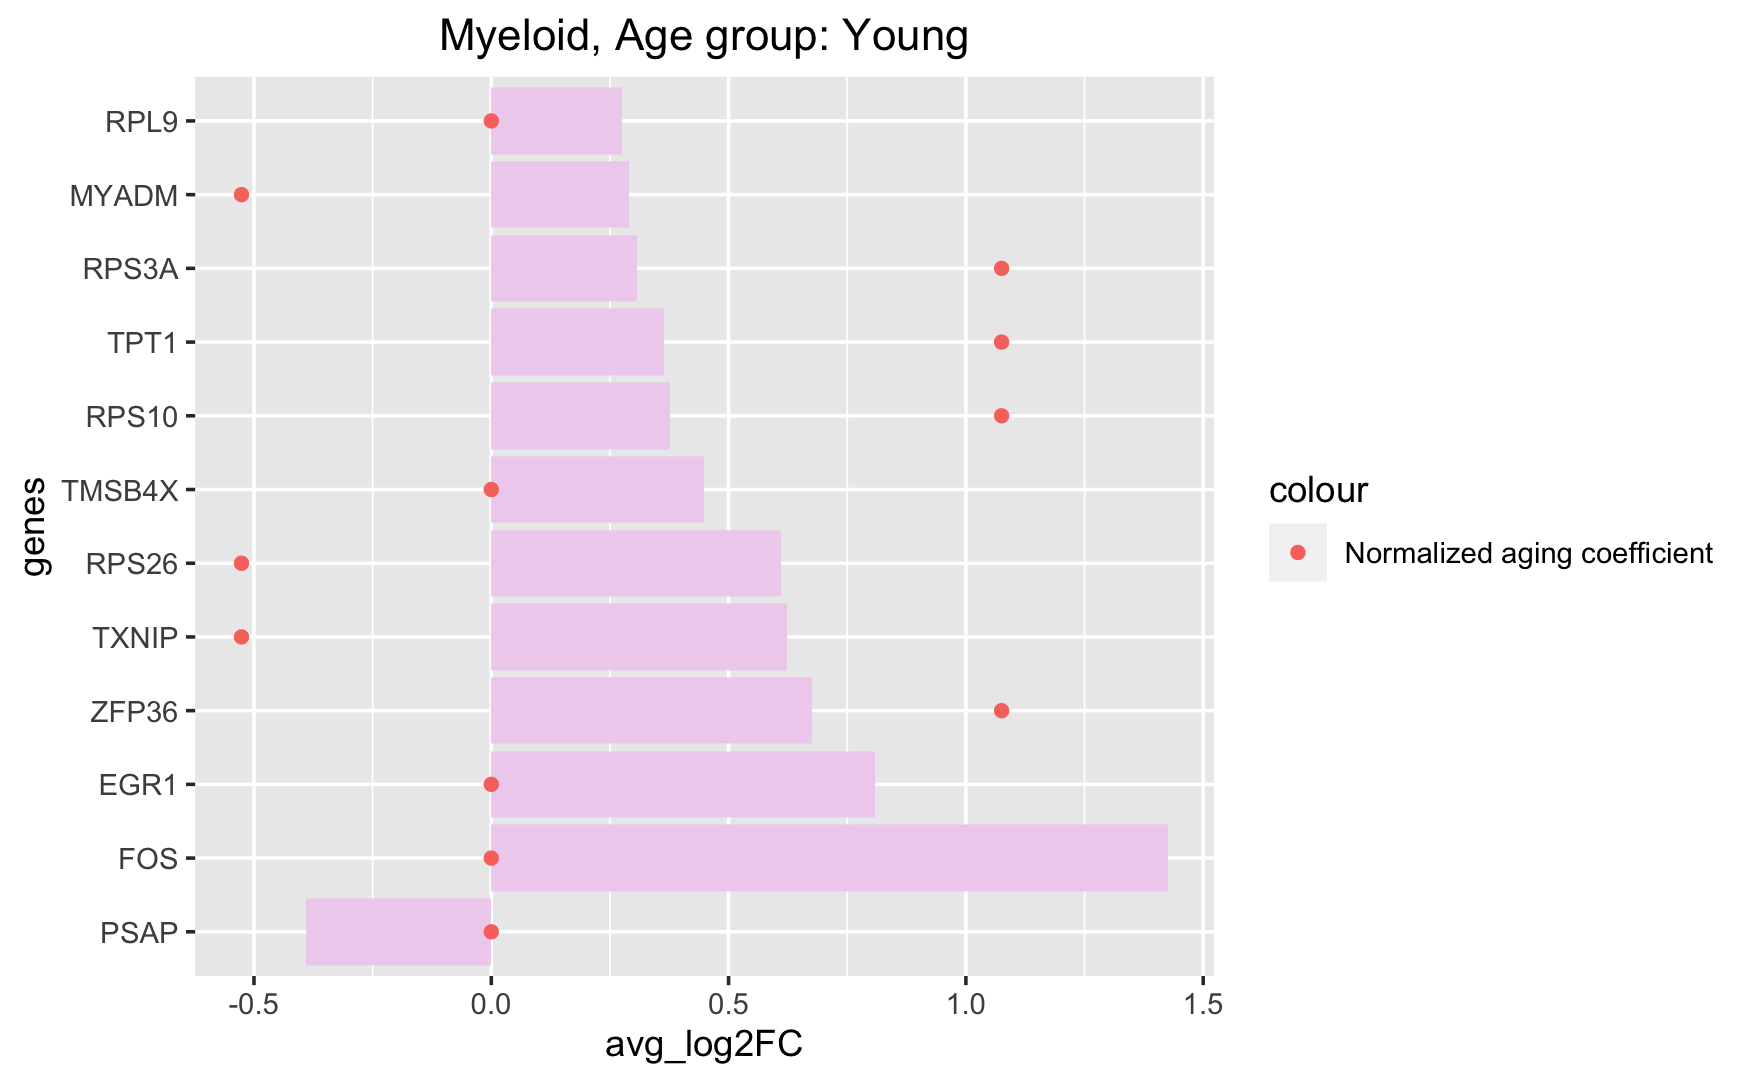 Myeloid, Age group: Young
RPL9
MYADM
RPS3A
TPT1
RPS10
TMSB4X
RPS26
TXNIP
ZFP36
EGR1
FOS
PSAP
genes
-0.5 0.0 0.5 1.0 1.5
avg_log2FC
colour
Normalized aging coefficient